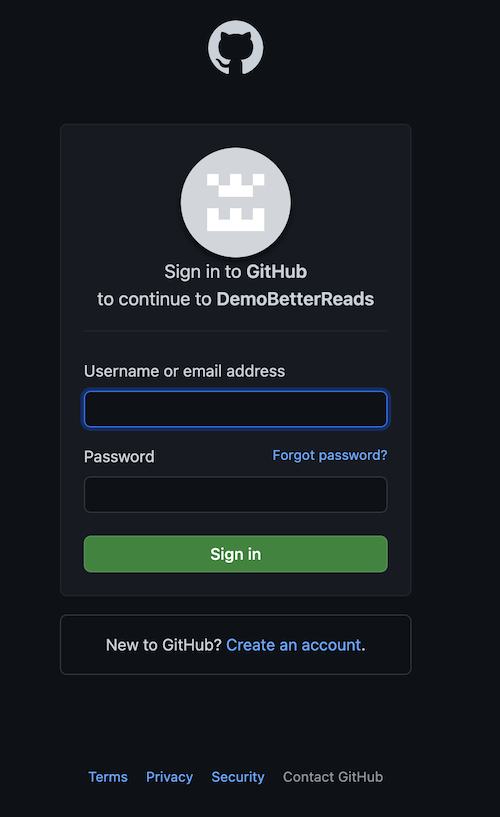 Sign in to GitHub
to continue to DemoBetterReads
Username or email address
Password Forgot password?
Sign in
New to GitHub? Create an account.
Terms Privacy Security Contact GitHub